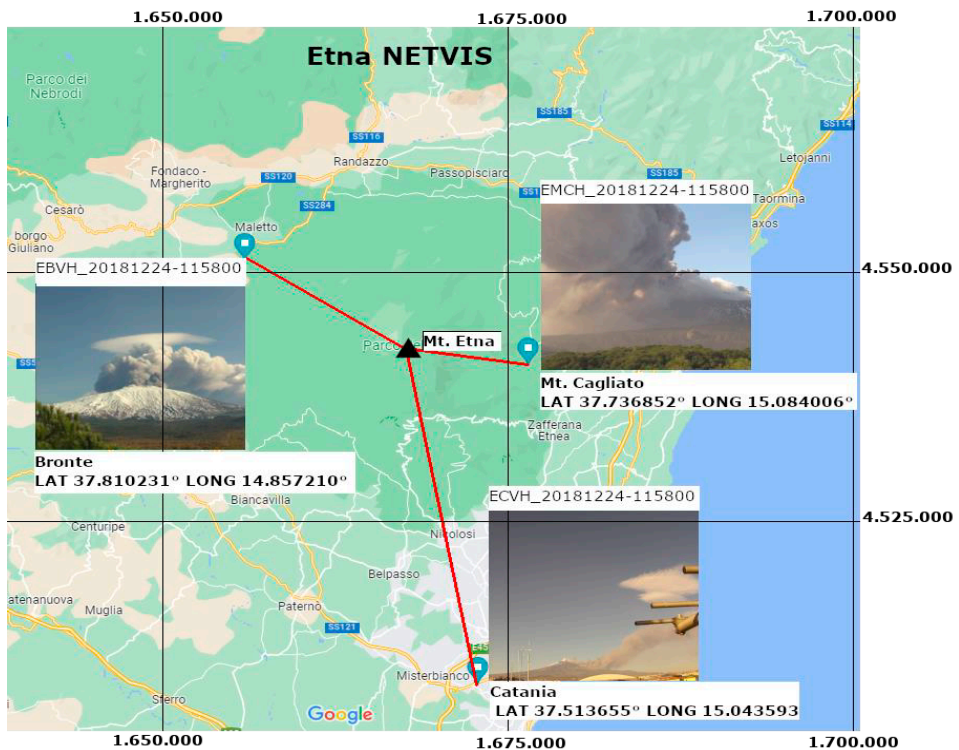 1.650.000
1.675.000
1.700.000
Etna NETVIS
Parco dei
Nebrodi
SS185
SS114
SS116
Randazzo
Letojanni
Fondaco -
Margherito
SS120
Passopisciaro
SS185
EMCH_20181224-115800
Taormina
Cesarò
SS284
Maletto
axos
borgo
Giuliano
EBVH_20181224-115800
4.550.000
Mt. Etna
Mt. Cagliato
LAT 37.736852° LONG 15.084006°
Zafferana
Etnea
Bronte
LAT 37.810231° LONG 14.857210°
Biancavilla
ECVH_20181224-115800
4.525.000
Centuripe
Nicolosi
Belpasso
atenanuova
Muglia
Paternò
SS121
Misterbianco
Catania
LAT 37.513655° LONG 15.043593
Sferro
Google
1.650.000
1.675.000
1.700.000